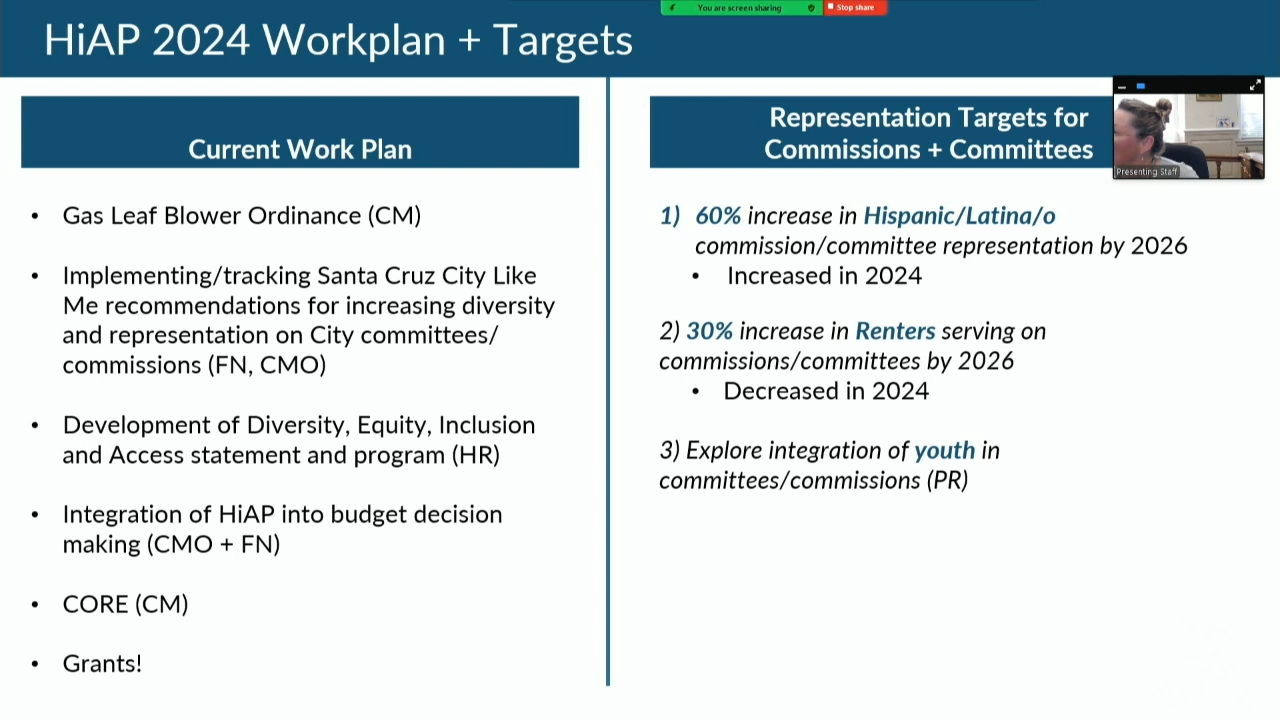 You are screen sharing
Stop share
HiAP 2024 Workplan + Targets
Current Work Plan
• Gas Leaf Blower Ordinance (CM)
• Implementing/tracking Santa Cruz City Like
Me recommendations for increasing diversity
and representation on City committees/
commissions (FN, CMO)
• Development of Diversity, Equity, Inclusion
and Access statement and program (HR)
• Integration of HiAP into budget decision
making (CMO + FN)
• CORE (CM)
• Grants!
Representation Targets for
Commissions + Committees
Presenting Staff
1) 60% increase in Hispanic/Latina/o
commission/committee representation by 2026
• Increased in 2024
2) 30% increase in Renters serving on
commissions/committees by 2026
• Decreased in 2024
3) Explore integration of youth in
committees/commissions (PR)